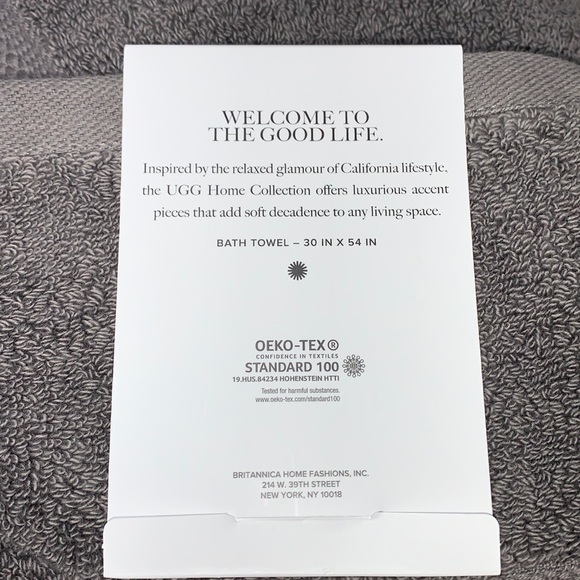 WELCOME TO
THE GOOD LIFE.
Inspired by the relaxed glamour of California lifestyle,
the UGG Home Collection offers luxurious accent
pieces that add soft decadence to any living space.
BATH TOWEL – 30 IN X 54 IN
OEKO-TEX®
CONFIDENCE IN TEXTILES
STANDARD 100
19.HUS.84234 HOHENSTEIN HTTI
Tested for harmful substances.
www.oeko-tex.com/standard100
BRITANNICA HOME FASHIONS, INC.
214 W. 39TH STREET
NEW YORK, NY 10018